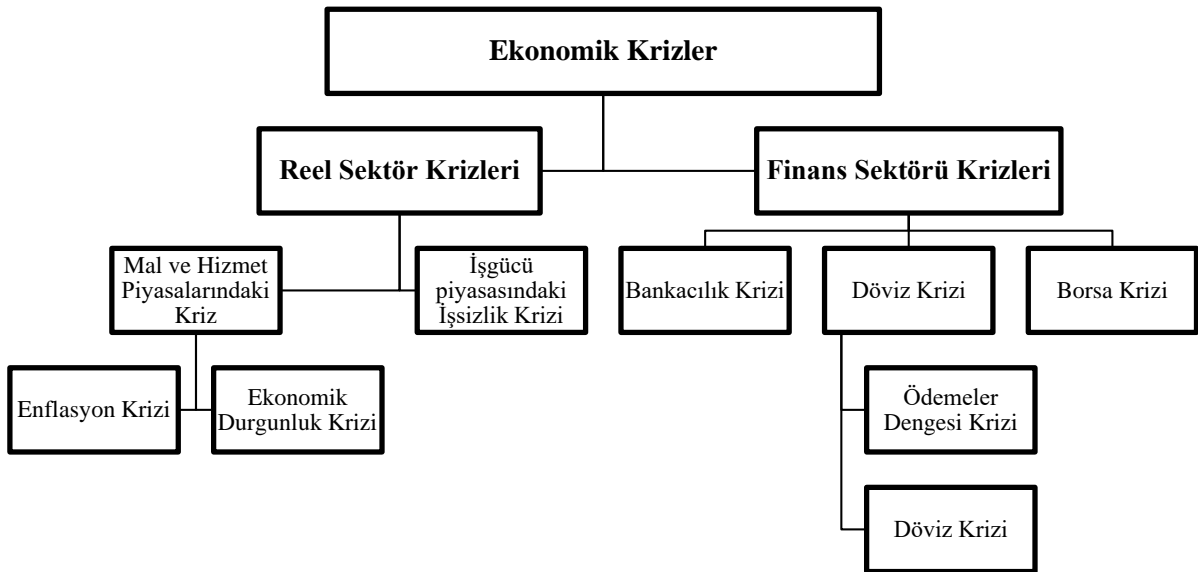 Ekonomik Krizler
Reel Sektör Krizleri
Finans Sektörü Krizleri
Mal ve Hizmet
Piyasalarındaki
Kriz
İşgücü
piyasasındaki
İşsizlik Krizi
Bankacılık Krizi
Döviz Krizi
Borsa Krizi
Enflasyon Krizi
Ekonomik
Durgunluk Krizi
Ödemeler
Dengesi Krizi
Döviz Krizi